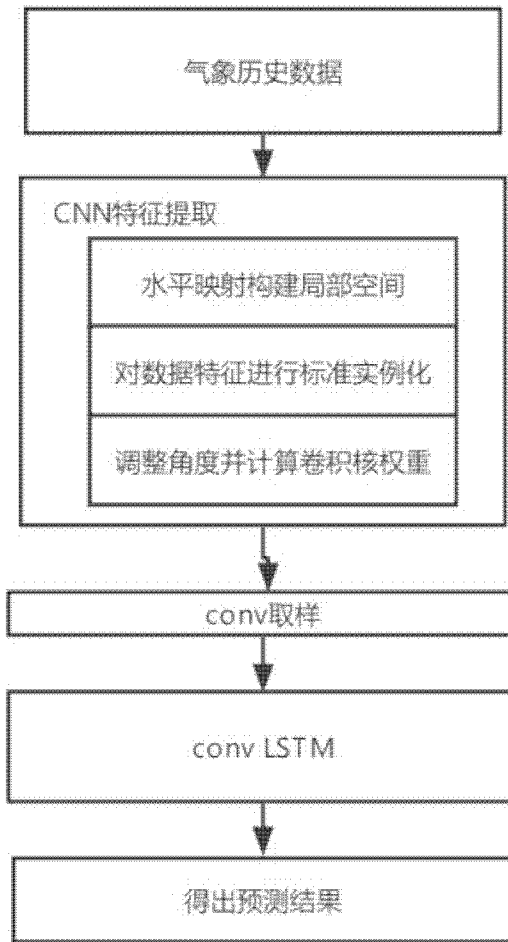 气象历史数据
CNN特征提取
水平映射构建局部空间
对数据特征进行标准实例化
调整角度并计算卷积核权重
conv取样
conv LSTM
得出预测结果